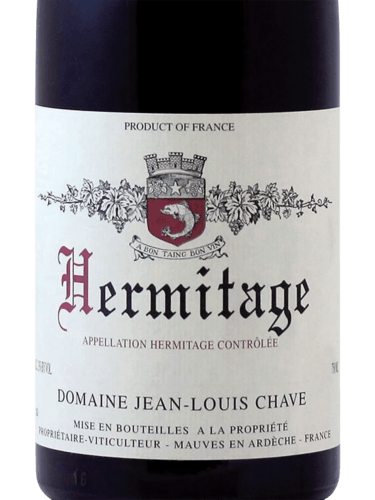 PRODUCT OF FRANCE
A BON TAING BON VIN
Hermitage
APPELLATION HERMITAGE CONTRÔLÉE
DOMAINE JEAN-LOUIS CHAVE
MISE EN BOUTEILLES A LA PROPRIÉTÉ
PROPRIÉTAIRE-VITICULTEUR - MAUVES EN ARDÈCHE - FRANCE